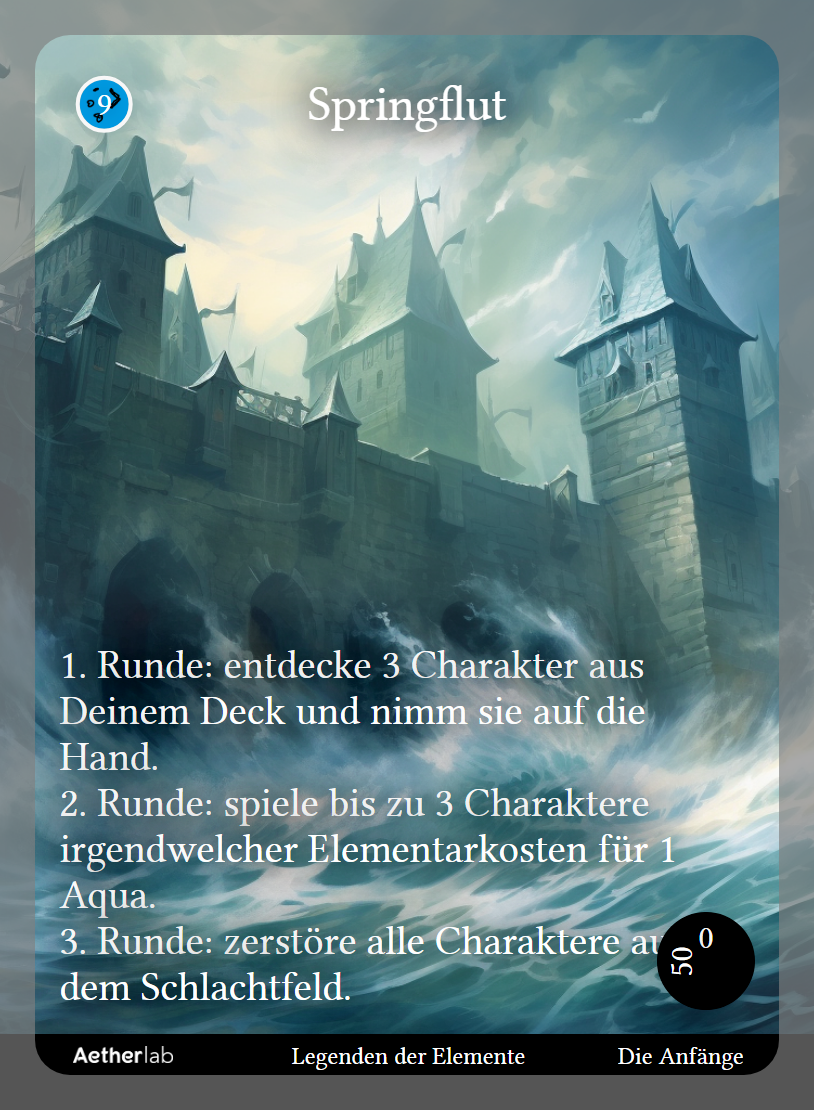 9
Springflut
1. Runde: entdecke 3 Charakter aus
Deinem Deck und nimm sie auf die
Hand.
2. Runde: spiele bis zu 3 Charaktere
irgendwelcher Elementarkosten für 1
Aqua.
3. Runde: zerstöre alle Charaktere
dem Schlachtfeld.
0
50
Aetherlab
Legenden der Elemente
Die Anfänge